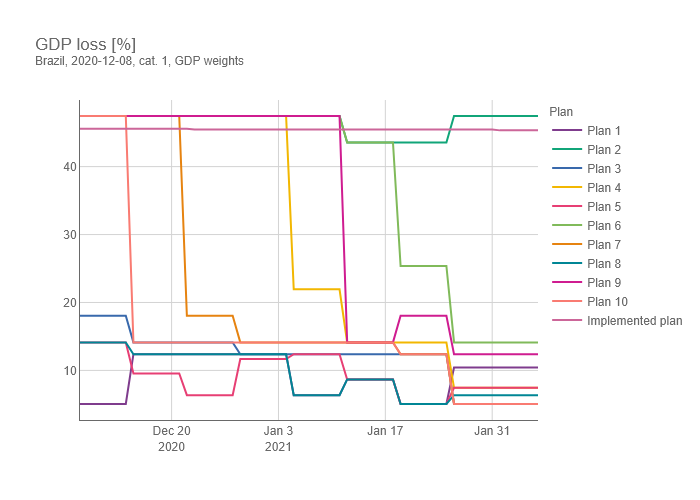 GDP loss [%]
Brazil, 2020-12-08, cat. 1, GDP weights
Plan
Plan 1
Plan 2
Plan 3
Plan 4
Plan 5
Plan 6
Plan 7
Plan 8
Plan 9
Plan 10
Implemented plan
40
30
20
10
Dec 20
2020
Jan 3
2021
Jan 17
Jan 31